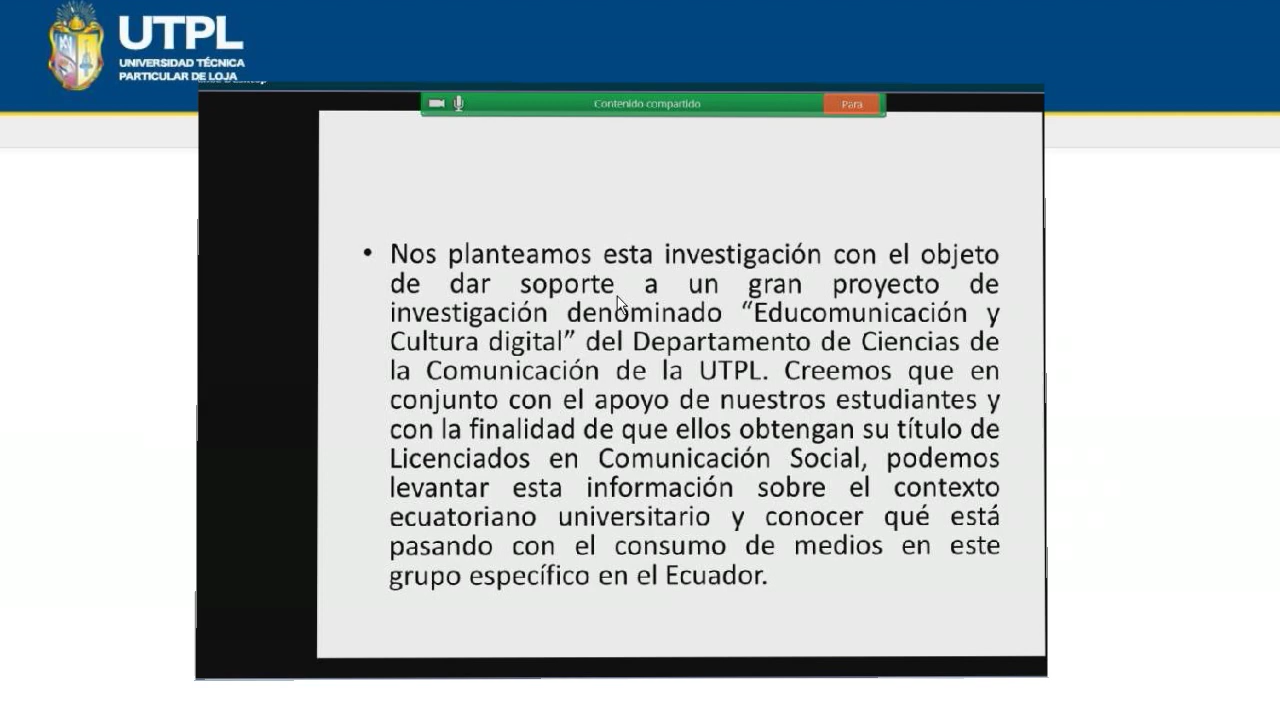 UTPL
UNIVERSIDAD TÉCNICA
PARTICULAR DE LOJA
Contenido compartido
Para
• Nos planteamos esta investigación con el objeto
de dar soporte a un gran proyecto de
investigación denominado “Educomunicación y
Cultura digital” del Departamento de Ciencias de
la Comunicación de la UTPL. Creemos que en
conjunto con el apoyo de nuestros estudiantes y
con la finalidad de que ellos obtengan su título de
Licenciados en Comunicación Social, podemos
levantar esta información sobre el contexto
ecuatoriano universitario y conocer qué está
pasando con el consumo de medios en este
grupo específico en el Ecuador.